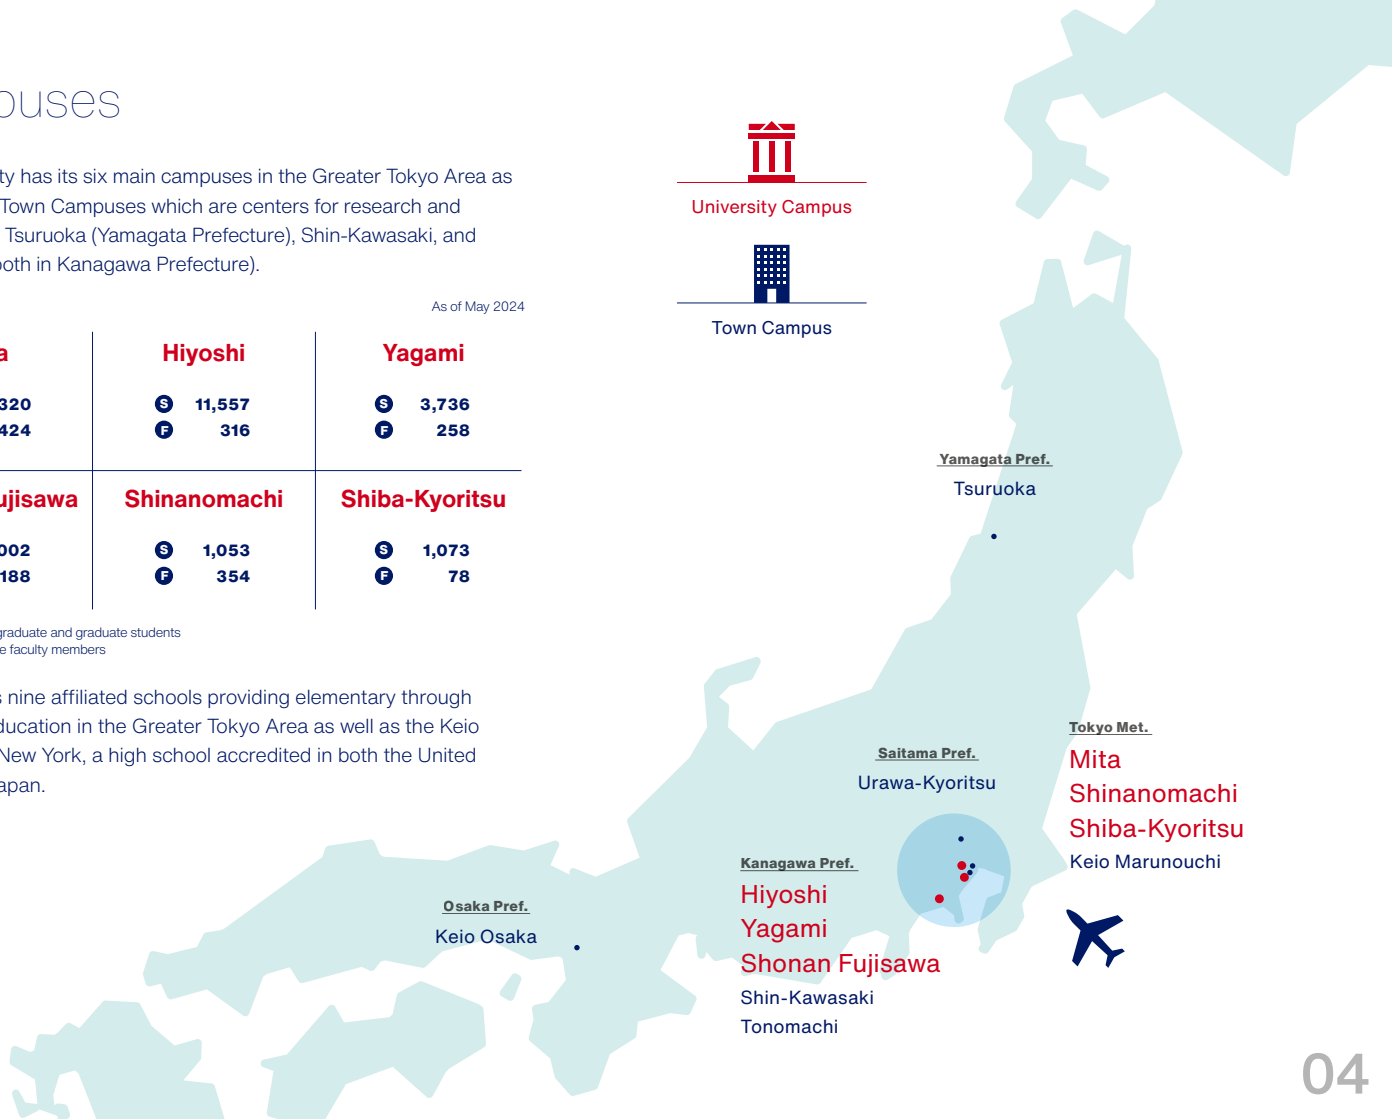 puses
ty has its six main campuses in the Greater Tokyo Area as
Town Campuses which are centers for research and
Tsuruoka (Yamagata Prefecture), Shin-Kawasaki, and
both in Kanagawa Prefecture).
As of May 2024
a
320
424
Hiyoshi
S 11,557
F 316
Yagami
S 3,736
F 258
ujisawa
002
188
Shinanomachi
S 1,053
F 354
Shiba-Kyoritsu
S 1,073
F 78
graduate and graduate students
e faculty members
s nine affiliated schools providing elementary through
ducation in the Greater Tokyo Area as well as the Keio
New York, a high school accredited in both the United
apan.
University Campus
Town Campus
Yamagata Pref.
Tsuruoka
Saitama Pref.
Urawa-Kyoritsu
Tokyo Met.
Mita
Shinanomachi
Shiba-Kyoritsu
Keio Marunouchi
Kanagawa Pref.
Hiyoshi
Yagami
Shonan Fujisawa
Shin-Kawasaki
Tonomachi
Osaka Pref.
Keio Osaka
04